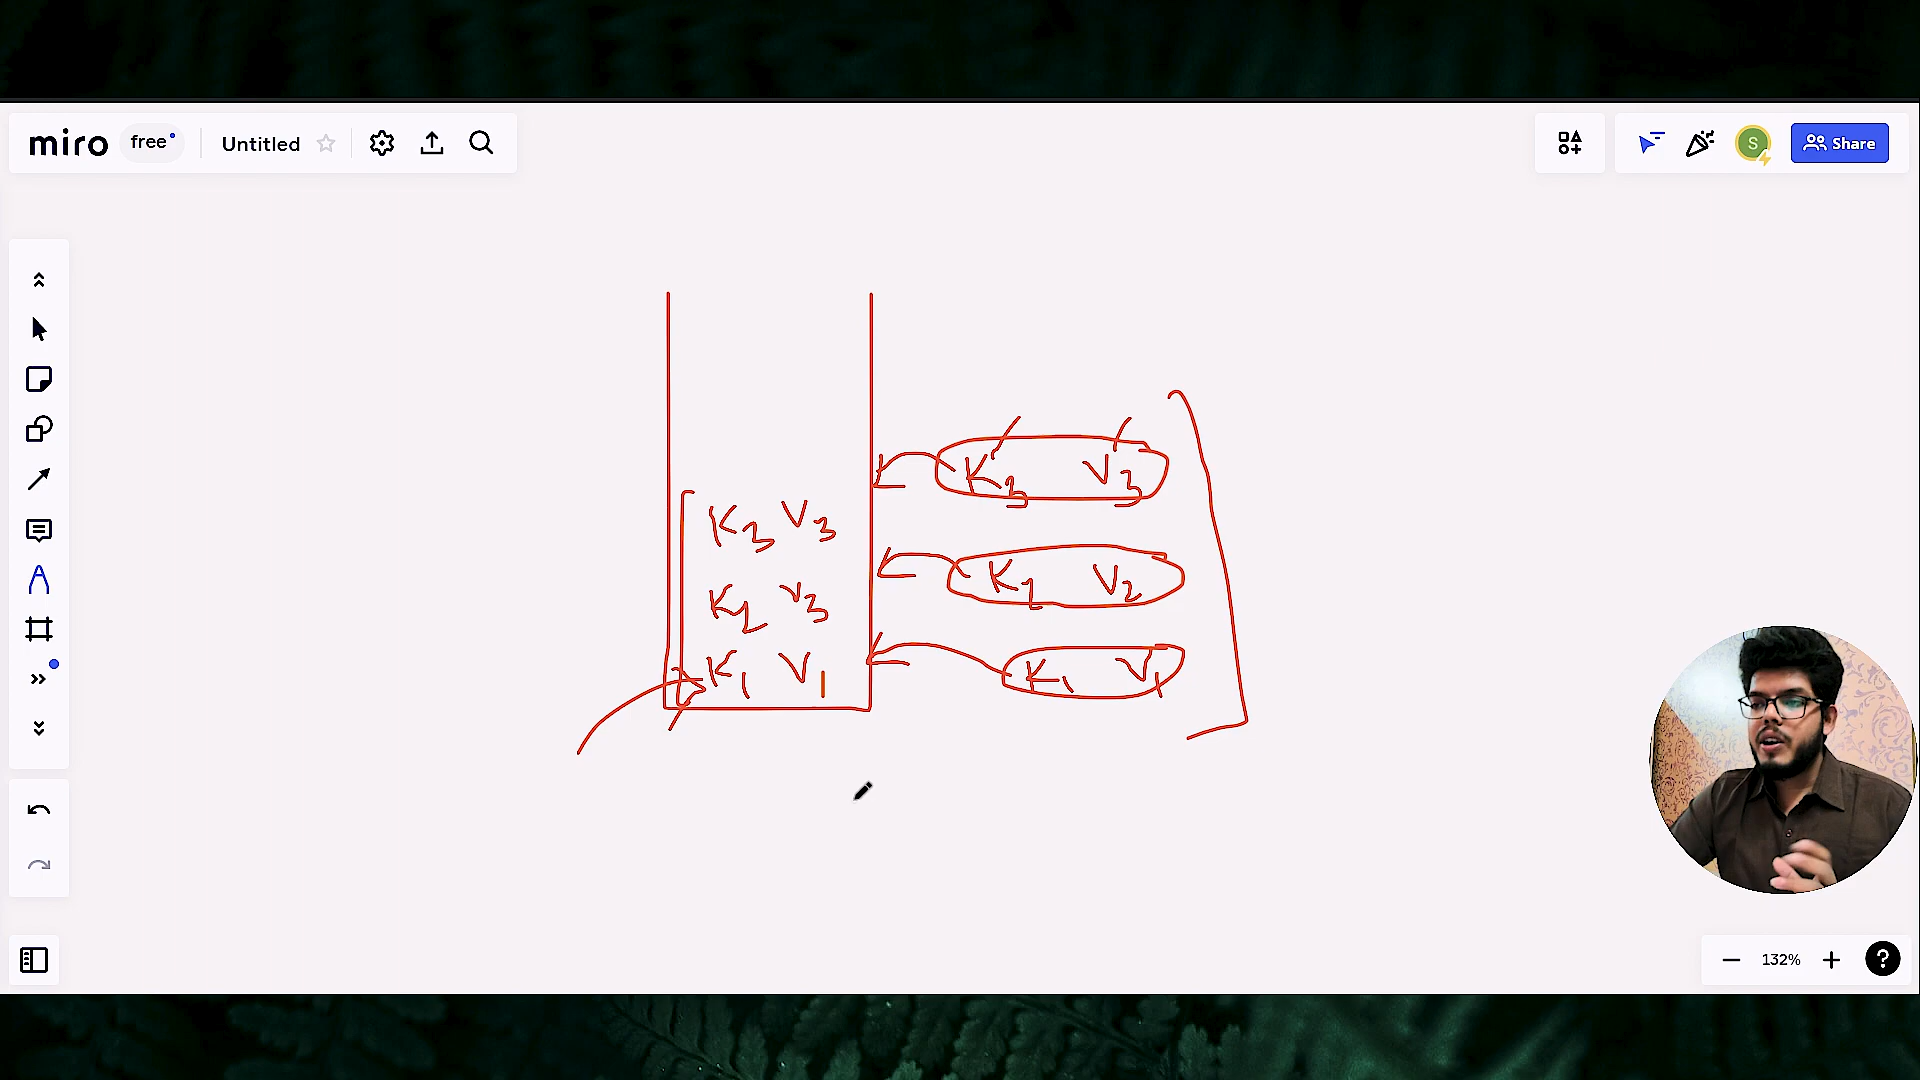 miro free Untitled
S Share
K3 V3
K3 V3
K2 V2
K2 V3
K1 V1
K1 V1
132% ?